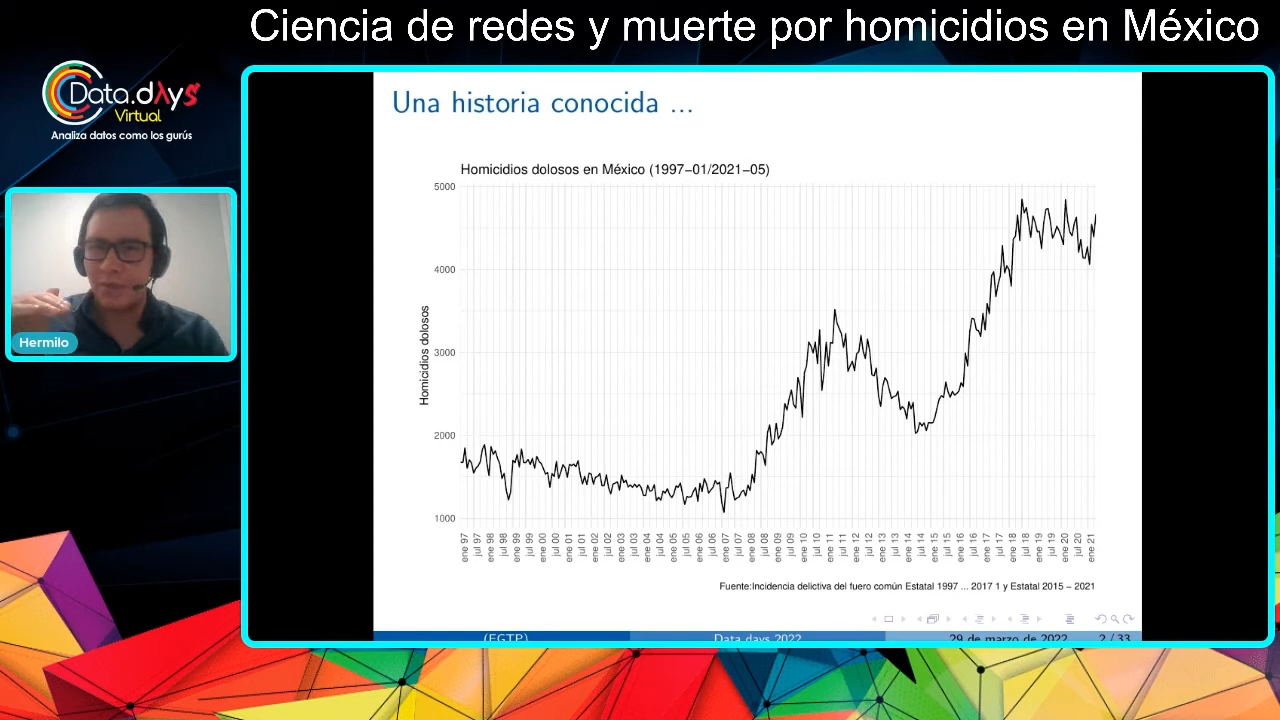 Ciencia de redes y muerte por homicidios en México
Data.dAys
Virtual
Analiza datos como los gurús
Hermilo
Una historia conocida ...
Homicidios dolosos en México (1997−01/2021−05)
Homicidios dolosos
5000
4000
3000
2000
1000
ene 97
jul 97
ene 98
jul 98
ene 99
jul 99
ene 00
jul 00
ene 01
jul 01
ene 02
jul 02
ene 03
jul 03
ene 04
jul 04
ene 05
jul 05
ene 06
jul 06
ene 07
jul 07
ene 08
jul 08
ene 09
jul 09
ene 10
jul 10
ene 11
jul 11
ene 12
jul 12
ene 13
jul 13
ene 14
jul 14
ene 15
jul 15
ene 16
jul 16
ene 17
jul 17
ene 18
jul 18
ene 19
jul 19
ene 20
jul 20
ene 21
Fuente:Incidencia delictiva del fuero común Estatal 1997 ... 2017 1 y Estatal 2015 − 2021
(EGTP)
Data days 2022
29 de marzo de 2022
2 / 33